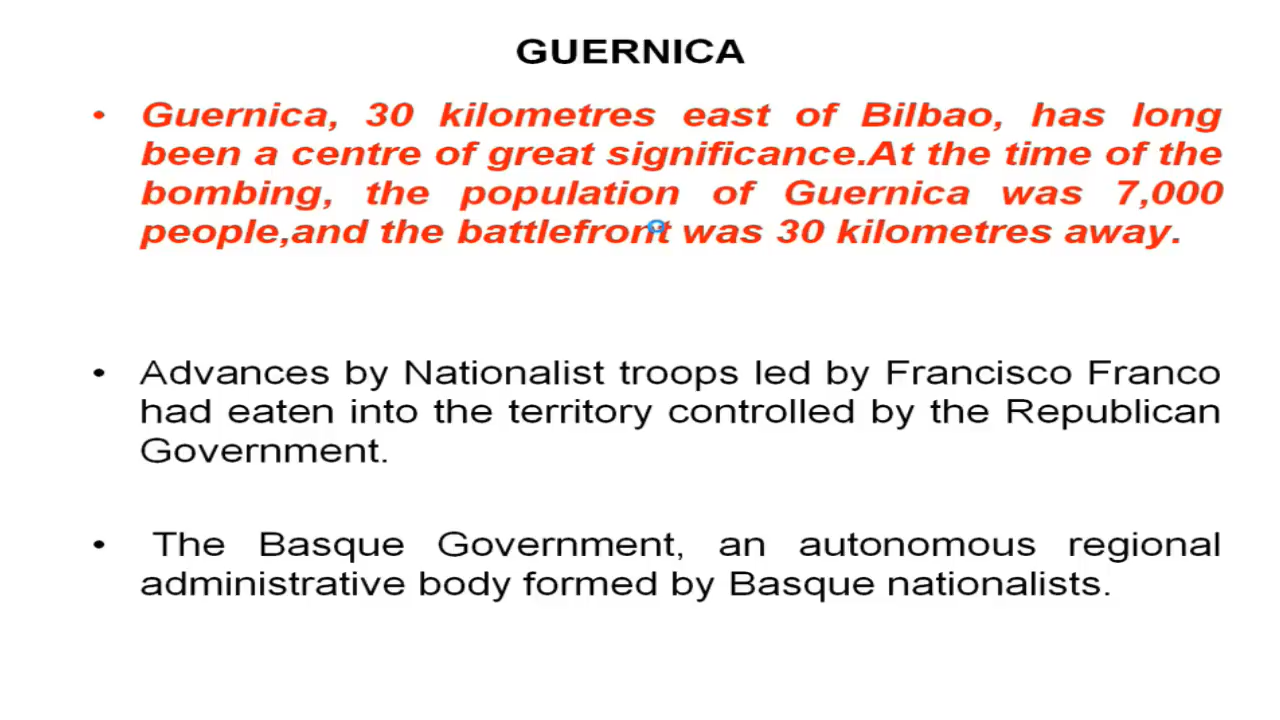 GUERNICA
• Guernica, 30 kilometres east of Bilbao, has long
been a centre of great significance.At the time of the
bombing, the population of Guernica was 7,000
people,and the battlefront was 30 kilometres away.
• Advances by Nationalist troops led by Francisco Franco
had eaten into the territory controlled by the Republican
Government.
• The Basque Government, an autonomous regional
administrative body formed by Basque nationalists.